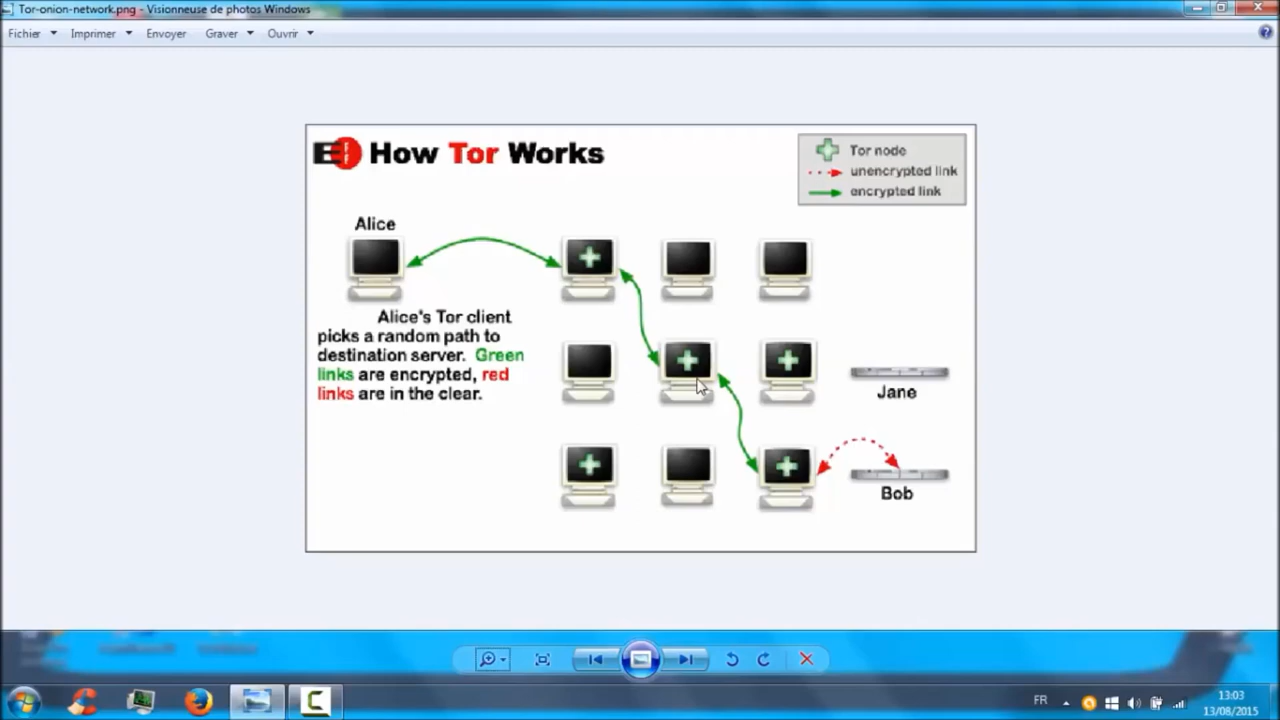 Tor-onion-network.png - Visionneuse de photos Windows
Fichier Imprimer Envoyer Graver Ouvrir
How Tor Works
Tor node
unencrypted link
encrypted link
Alice
Alice's Tor client
picks a random path to
destination server. Green
links are encrypted, red
links are in the clear.
Jane
Bob
FR
13:03
13/08/2015